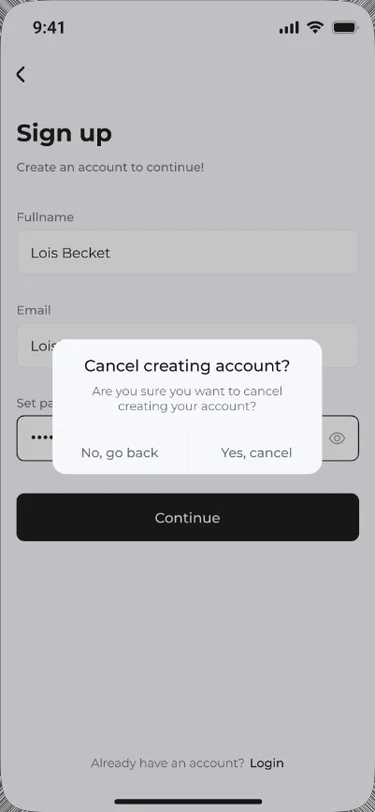 9:41
Sign up
Create an account to continue!
Fullname
Lois Becket
Email
Lois
Cancel creating account?
Are you sure you want to cancel
creating your account?
No, go back
Yes, cancel
Set pa
Continue
Already have an account? Login